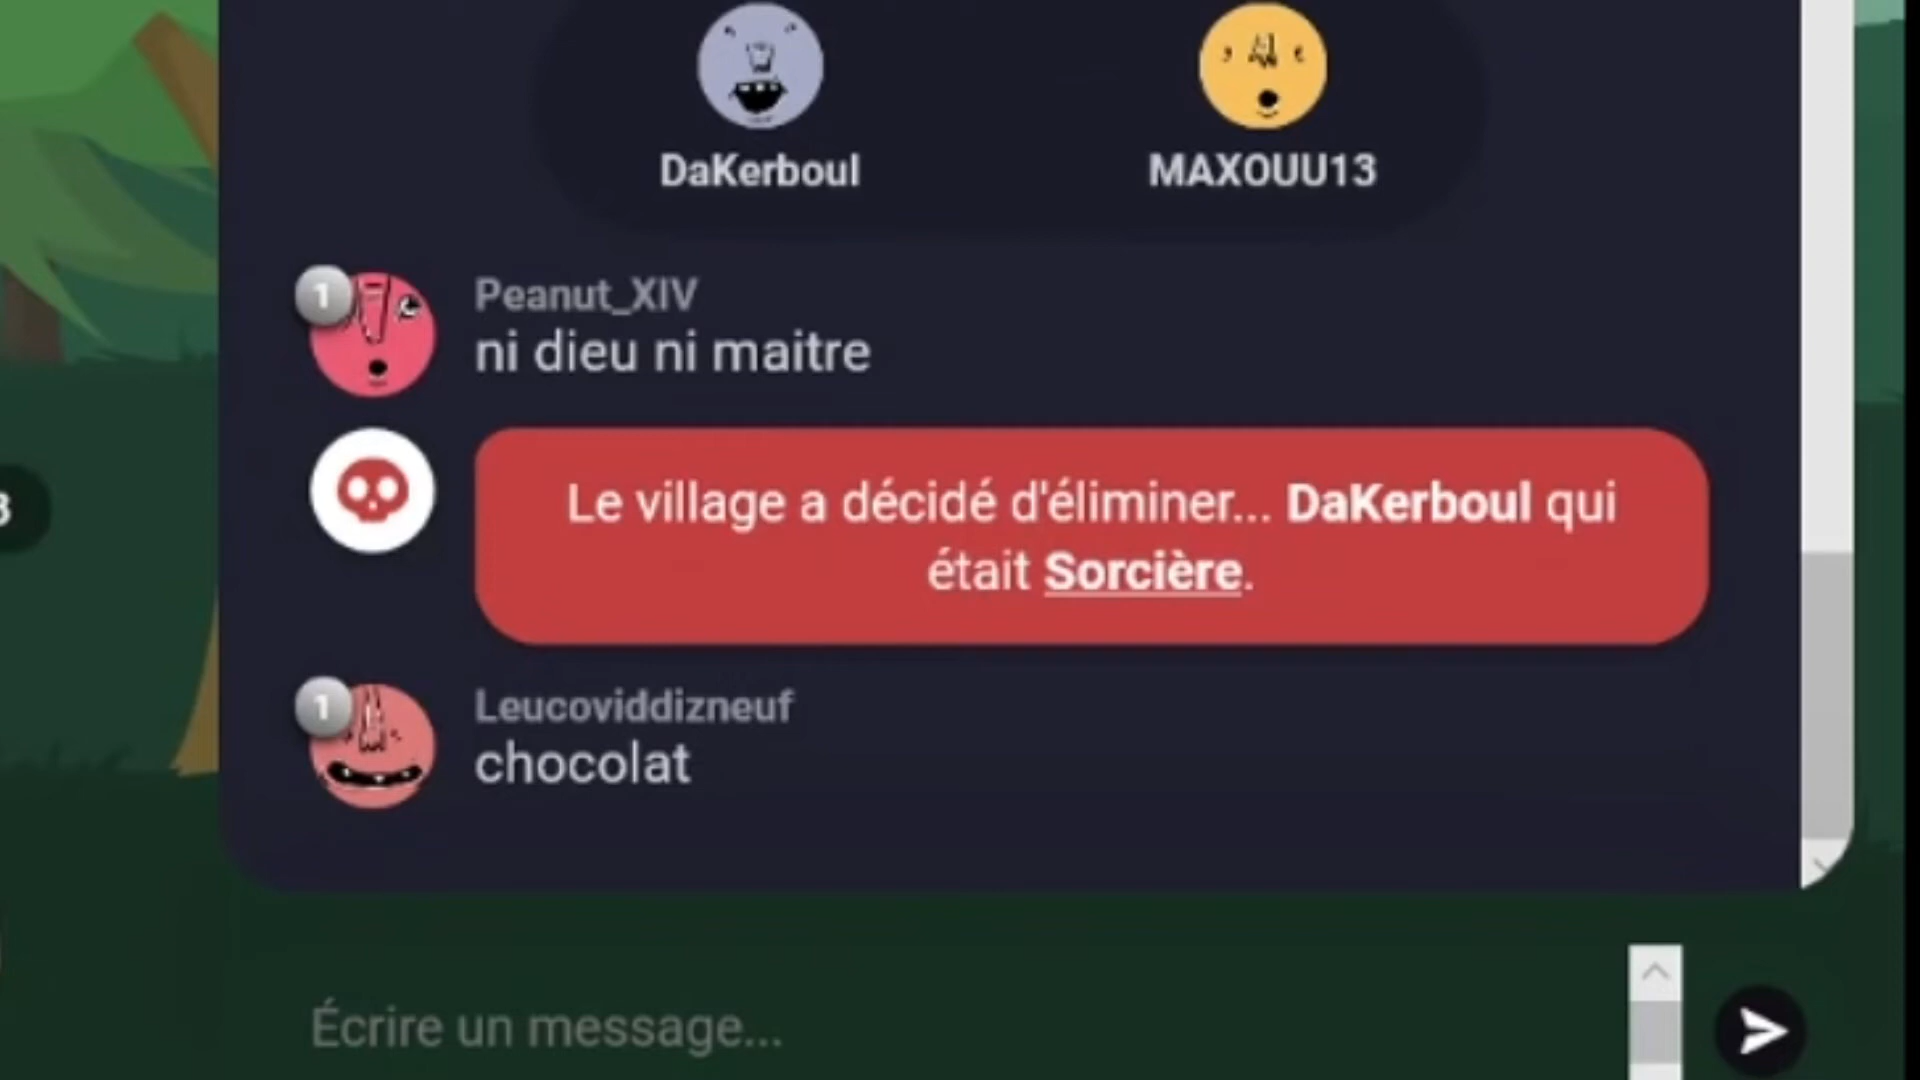 DaKerboul
MAXOUU13
1
Peanut_XIV
ni dieu ni maitre
Le village a décidé d'éliminer... DaKerboul qui
était Sorcière.
1
Leucoviddizneuf
chocolat
Écrire un message...